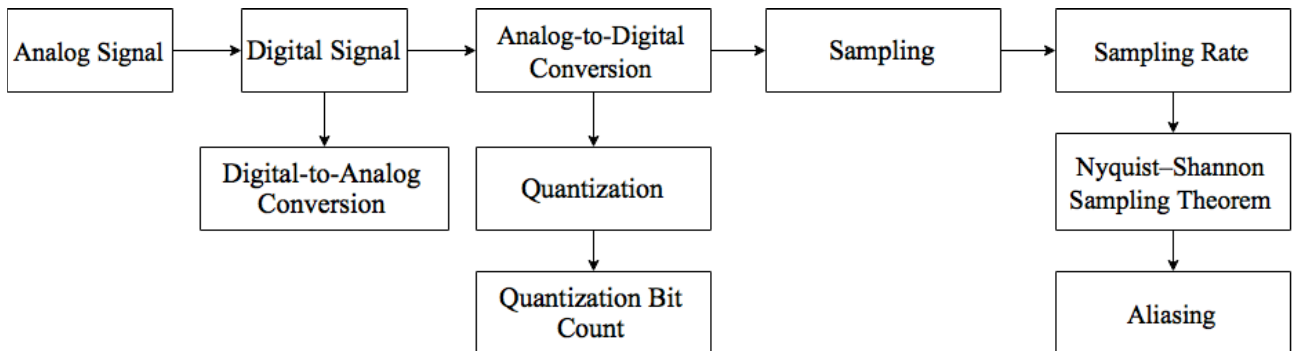 Analog Signal
Digital Signal
Analog-to-Digital
Conversion
Sampling
Sampling Rate
Digital-to-Analog
Conversion
Quantization
Nyquist–Shannon
Sampling Theorem
Quantization Bit
Count
Aliasing